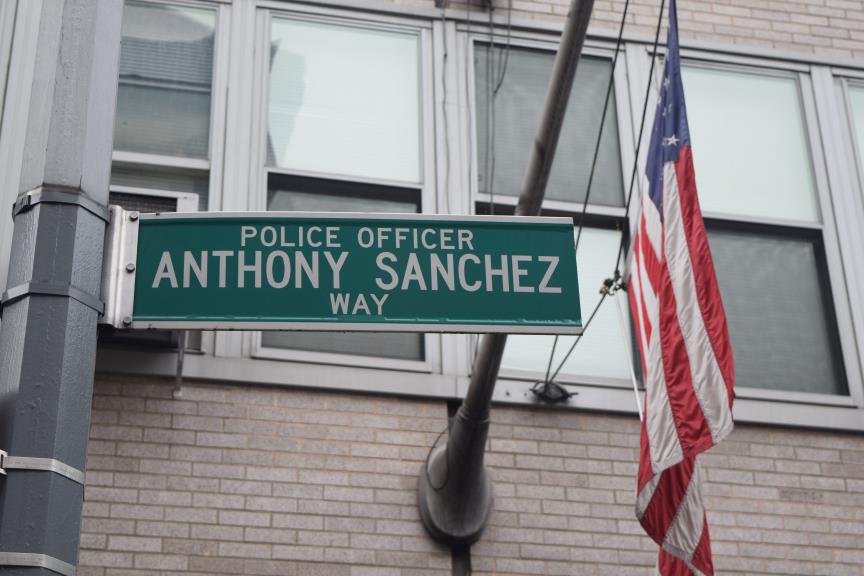 POLICE OFFICER
ANTHONY SANCHEZ
WAY